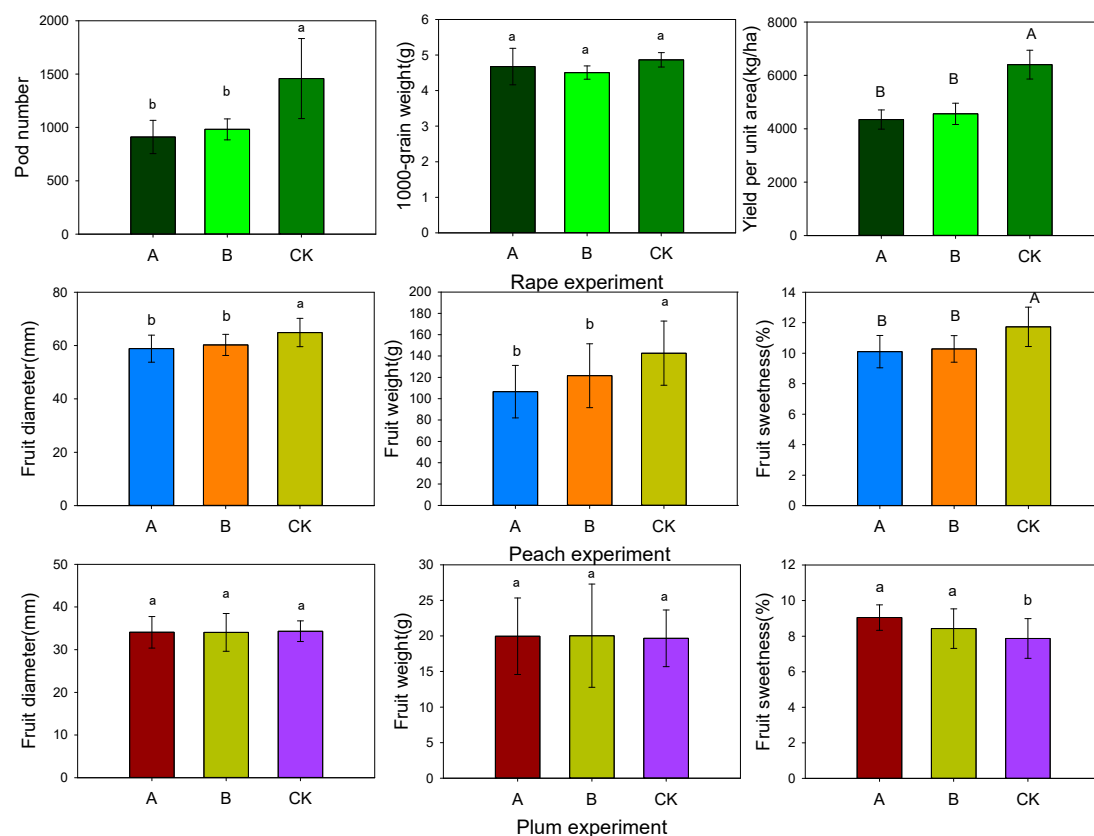 Pod number
2000
1500
1000
500
0
b
b
a
A
B
CK
1000-grain weight(g)
6
5
4
3
2
1
0
a
a
a
A
B
CK
Yield per unit area(kg/ha)
8000
6000
4000
2000
0
B
B
A
A
B
CK
Rape experiment
Fruit diameter(mm)
80
60
40
20
0
b
b
a
A
B
CK
Fruit weight(g)
200
180
160
140
120
100
80
60
40
20
0
b
b
a
A
B
CK
Fruit sweetness(%)
14
12
10
8
6
4
2
0
B
B
A
A
B
CK
Peach experiment
Fruit diameter(mm)
50
40
30
20
10
0
a
a
a
A
B
CK
Fruit weight(g)
30
25
20
15
10
5
0
a
a
a
A
B
CK
Fruit sweetness(%)
12
10
8
6
4
2
0
a
a
b
A
B
CK
Plum experiment